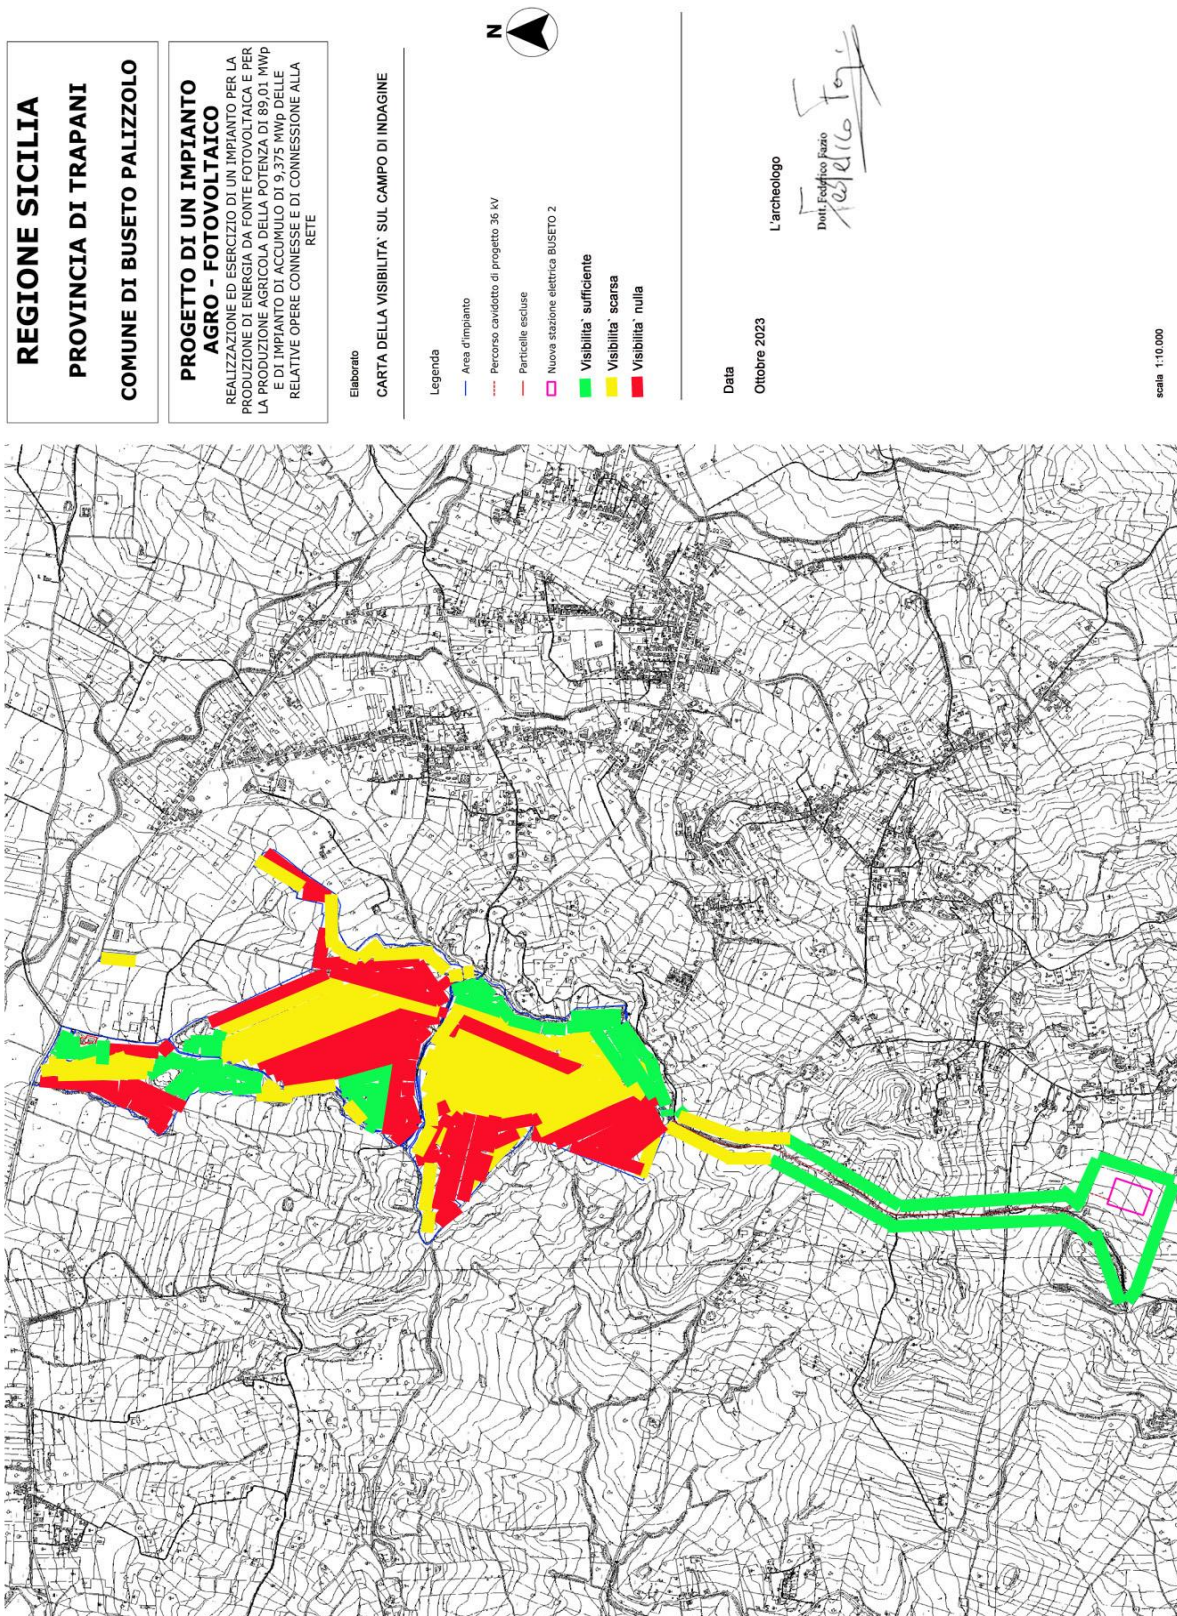 REGIONE SICILIA
PROVINCIA DI TRAPANI
COMUNE DI BUSETO PALIZZOLO
PROGETTO DI UN IMPIANTO
AGRO - FOTOVOLTAICO
REALIZZAZIONE ED ESERCIZIO DI UN IMPIANTO PER LA
PRODUZIONE DI ENERGIA DA FONTE FOTOVOLTAICA E PER
LA PRODUZIONE AGRICOLA DELLA POTENZA DI 89,01 MWp
E DI IMPIANTO DI ACCUMULO DI 9,375 MWp DELLE
RELATIVE OPERE CONNESSE E DI CONNESSIONE ALLA
RETE
Elaborato
CARTA DELLA VISIBILITA` SUL CAMPO DI INDAGINE
N
Legenda
Area d'impianto
Percorso cavidotto di progetto 36 kV
Particelle escluse
Nuova stazione elettrica BUSETO 2
Visibilita` sufficiente
Visibilita` scarsa
Visibilita` nulla
L'archeologo
Dott. Federico Fazio
Data
Ottobre 2023
scala 1:10.000